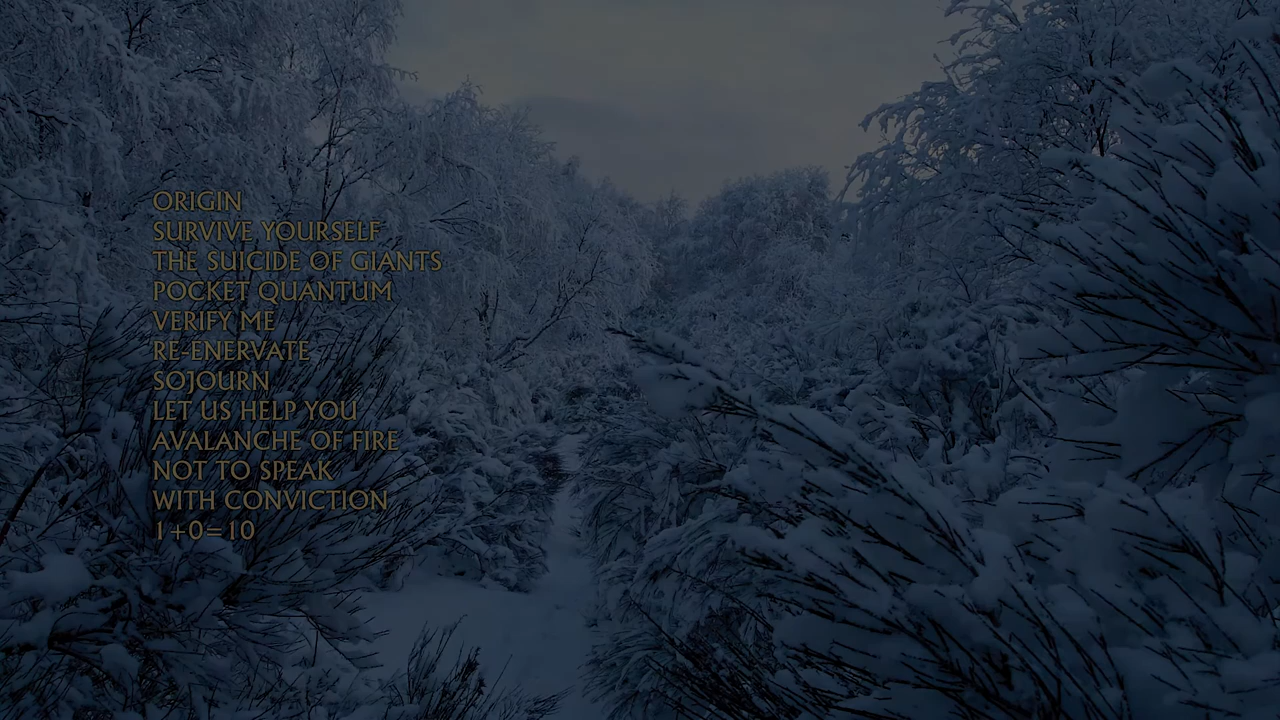 ORIGIN
SURVIVE YOURSELF
THE SUICIDE OF GIANTS
POCKET QUANTUM
VERIFY ME
RE-ENERVATE
SOJOURN
LET US HELP YOU
AVALANCHE OF FIRE
NOT TO SPEAK
WITH CONVICTION
1+0=10